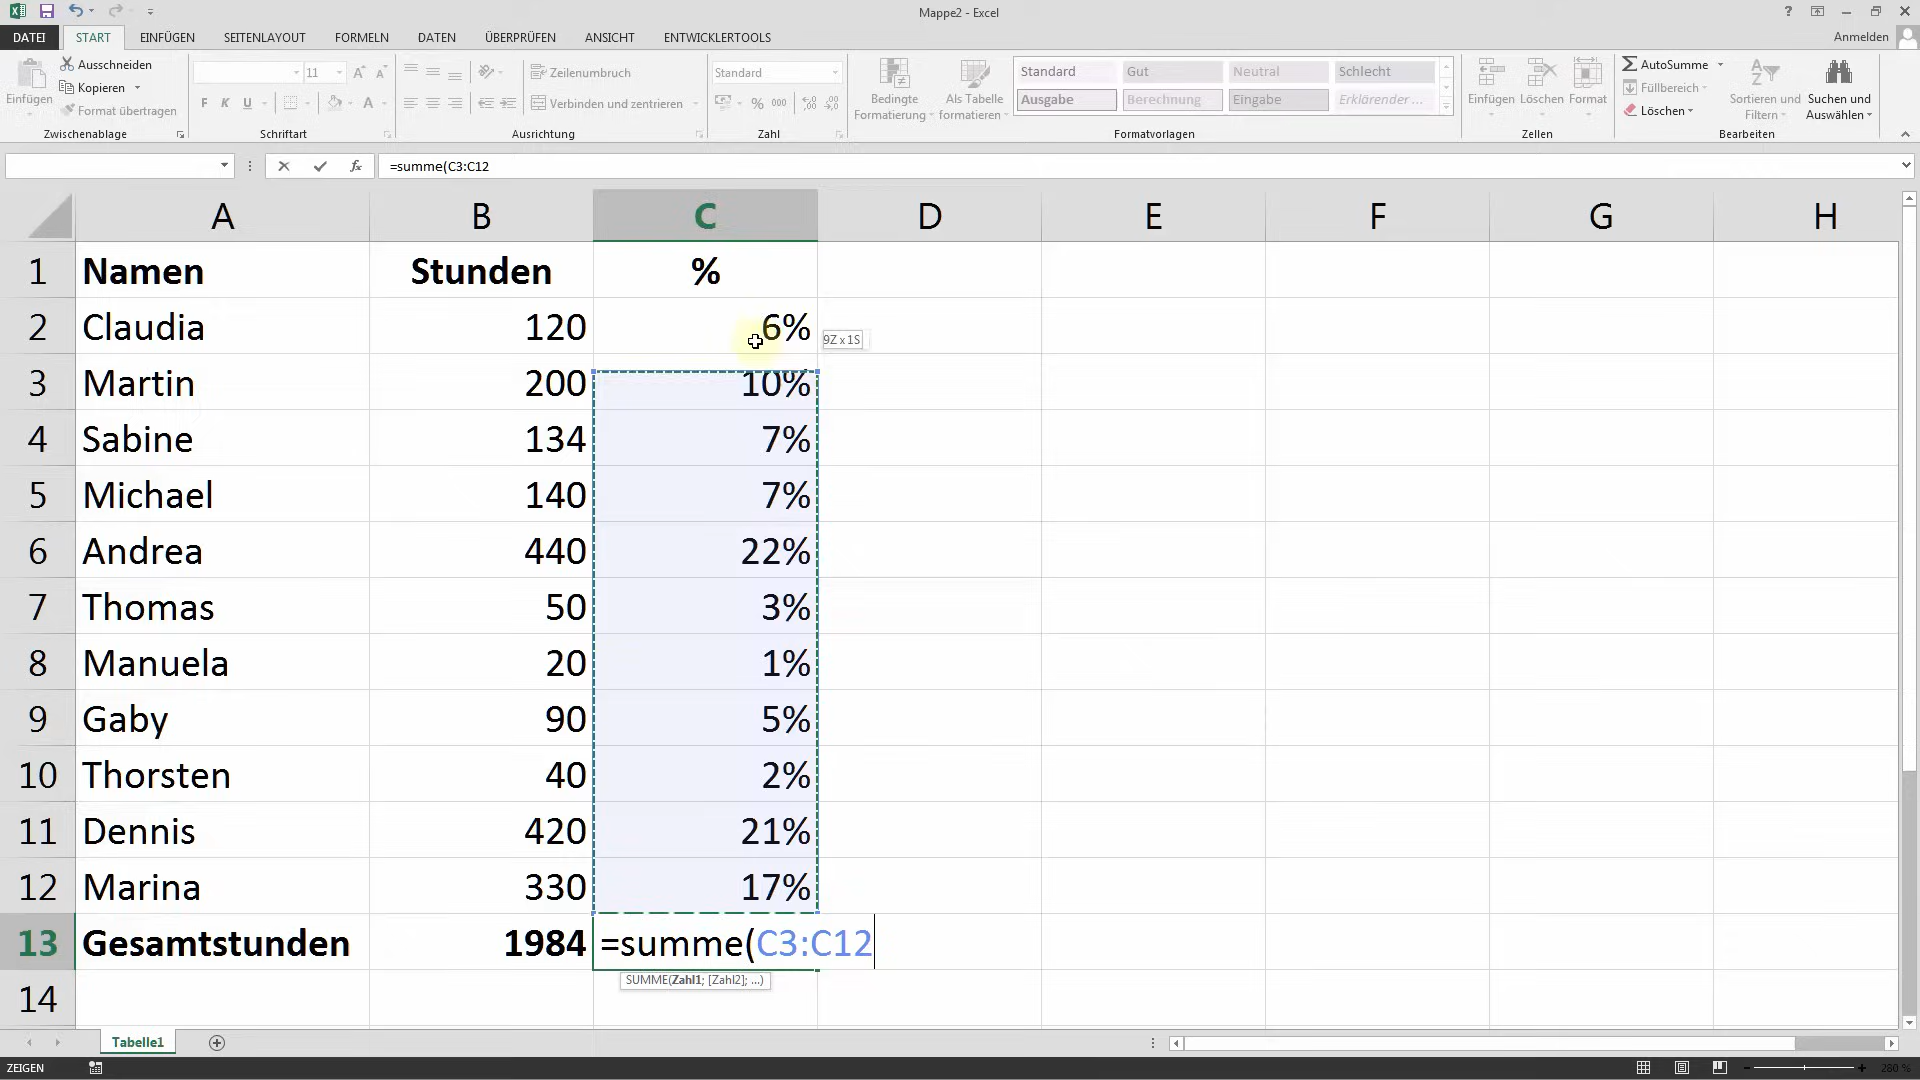 Mappe2 - Excel
?
DATEI START EINFÜGEN SEITENLAYOUT FORMELN DATEN ÜBERPRÜFEN ANSICHT ENTWICKLERTOOLS Anmelden
Einfügen
Ausschneiden
Kopieren
Format übertragen
Zwischenablage
11
A A
F K U A
Schriftart
Zeilenumbruch
Verbinden und zentrieren
Ausrichtung
Standard
% 000
Zahl
Bedingte
Formatierung
Als Tabelle
formatieren
Standard Gut Neutral Schlecht
Ausgabe Berechnung Eingabe Erklärender ...
Formatvorlagen
Einfügen Löschen Format
Zellen
AutoSumme
Füllbereich
Löschen
Sortieren und
Filtern
Suchen und
Auswählen
Bearbeiten
fx =summe(C3:C12
A B C D E F G H
1 Namen Stunden %
2 Claudia 120 6%
9Z x 1S
3 Martin 200 10%
4 Sabine 134 7%
5 Michael 140 7%
6 Andrea 440 22%
7 Thomas 50 3%
8 Manuela 20 1%
9 Gaby 90 5%
10 Thorsten 40 2%
11 Dennis 420 21%
12 Marina 330 17%
13 Gesamtstunden 1984 =summe(C3:C12
SUMME(Zahl1; [Zahl2]; ...)
14
Tabelle1
ZEIGEN 280 %